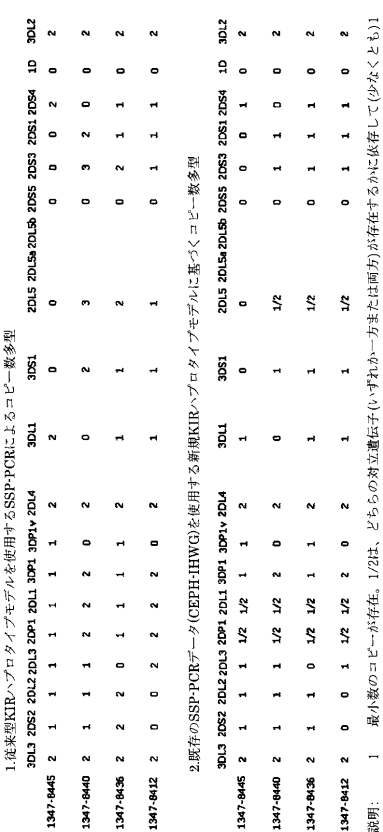 1.従来型KIRハプロタイプモデルを使用するSSP-PCRによるコピー数多型
3DL3 2DS2 2DL2 2DL3 2DP1 2DL1 3DP1 3DP1v 2DL4 3DL1 3DS1 2DL5 2DL5a 2DL5b 2DS5 2DS3 2DS1 2DS4 1D 3DL2
1347-8445 2 1 1 1 1 1 1 1 2 2 0 0 0 0 0 2 0 2
1347-8440 2 1 1 1 2 2 2 0 2 0 2 3 0 3 2 0 0 2
1347-8436 2 2 2 0 1 1 1 1 2 1 1 2 0 2 1 1 0 2
1347-8412 2 0 0 2 2 2 2 0 2 1 1 1 0 1 1 1 0 2
2.既存のSSP-PCRデータ(CEPH-IHWG)を使用する新規KIRハプロタイプモデルに基づくコピー数多型
3DL3 2DS2 2DL2 2DL3 2DP1 2DL1 3DP1 3DP1v 2DL4 3DL1 3DS1 2DL5 2DL5a 2DL5b 2DS5 2DS3 2DS1 2DS4 1D 3DL2
1347-8445 2 1 1 1 1/2 1/2 1 1 2 1 0 0 0 0 0 1 0 2
1347-8440 2 1 1 1 1/2 1/2 2 0 2 0 1 1/2 0 1 1 0 0 2
1347-8436 2 1 1 0 1/2 1/2 1 1 2 1 1 1/2 0 1 1 1 0 2
1347-8412 2 0 0 1 1/2 1/2 2 0 2 1 1 1/2 0 1 1 1 0 2
説明: 1 最小数のコピーが存在。1/2は、どちらの対立遺伝子(いずれか一方または両方)が存在するかに依存して(少なくとも)1